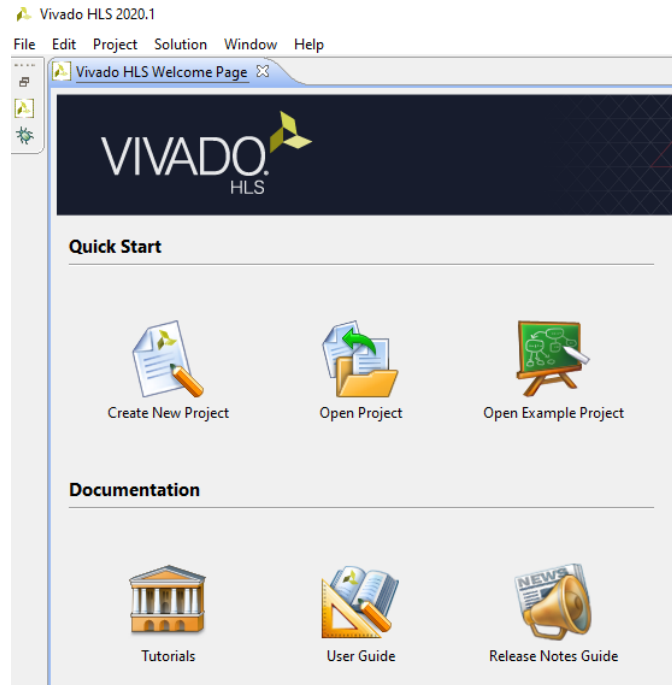 Vivado HLS 2020.1
File Edit Project Solution Window Help
Vivado HLS Welcome Page
VIVADO.
HLS
Quick Start
Create New Project Open Project Open Example Project
Documentation
NEWS
Tutorials User Guide Release Notes Guide